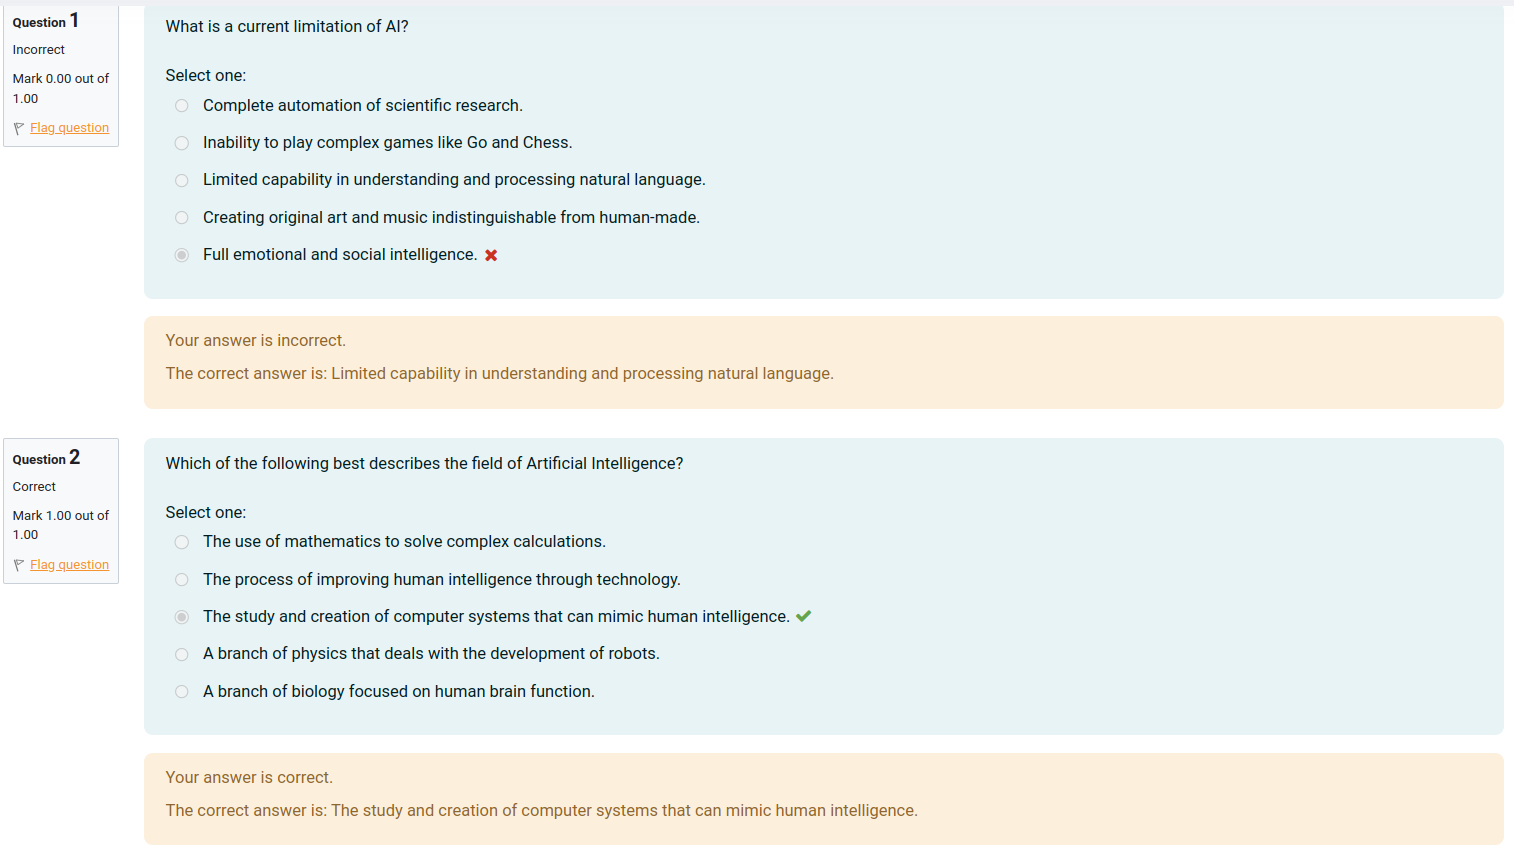 Question 1
Incorrect
Mark 0.00 out of
1.00
Flag question
What is a current limitation of AI?
Select one:
Complete automation of scientific research.
Inability to play complex games like Go and Chess.
Limited capability in understanding and processing natural language.
Creating original art and music indistinguishable from human-made.
Full emotional and social intelligence.
Your answer is incorrect.
The correct answer is: Limited capability in understanding and processing natural language.
Question 2
Correct
Mark 1.00 out of
1.00
Flag question
Which of the following best describes the field of Artificial Intelligence?
Select one:
The use of mathematics to solve complex calculations.
The process of improving human intelligence through technology.
The study and creation of computer systems that can mimic human intelligence.
A branch of physics that deals with the development of robots.
A branch of biology focused on human brain function.
Your answer is correct.
The correct answer is: The study and creation of computer systems that can mimic human intelligence.